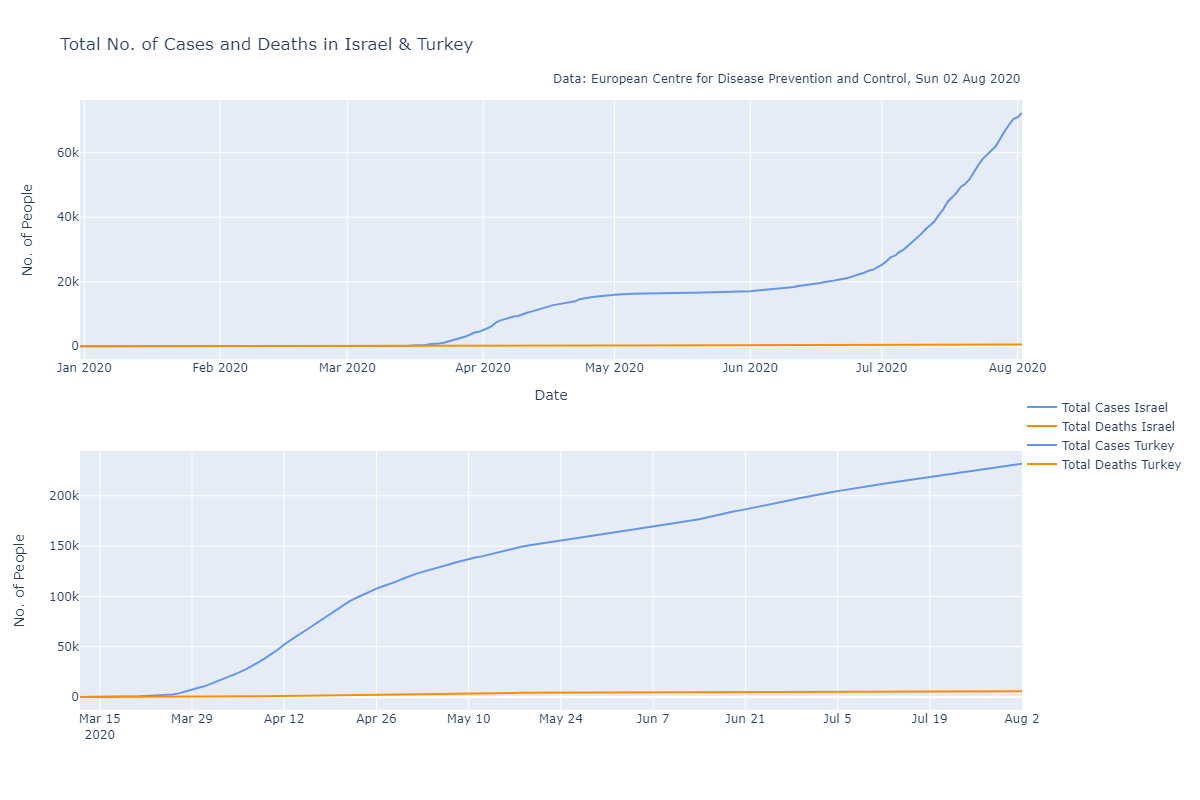 Total No. of Cases and Deaths in Israel & Turkey
Data: European Centre for Disease Prevention and Control, Sun 02 Aug 2020
No. of People
60k
40k
20k
0
Jan 2020 Feb 2020 Mar 2020 Apr 2020 May 2020 Jun 2020 Jul 2020 Aug 2020
Date
Total Cases Israel
Total Deaths Israel
Total Cases Turkey
Total Deaths Turkey
No. of People
200k
150k
100k
50k
0
Mar 15 Mar 29 Apr 12 Apr 26 May 10 May 24 Jun 7 Jun 21 Jul 5 Jul 19 Aug 2
2020